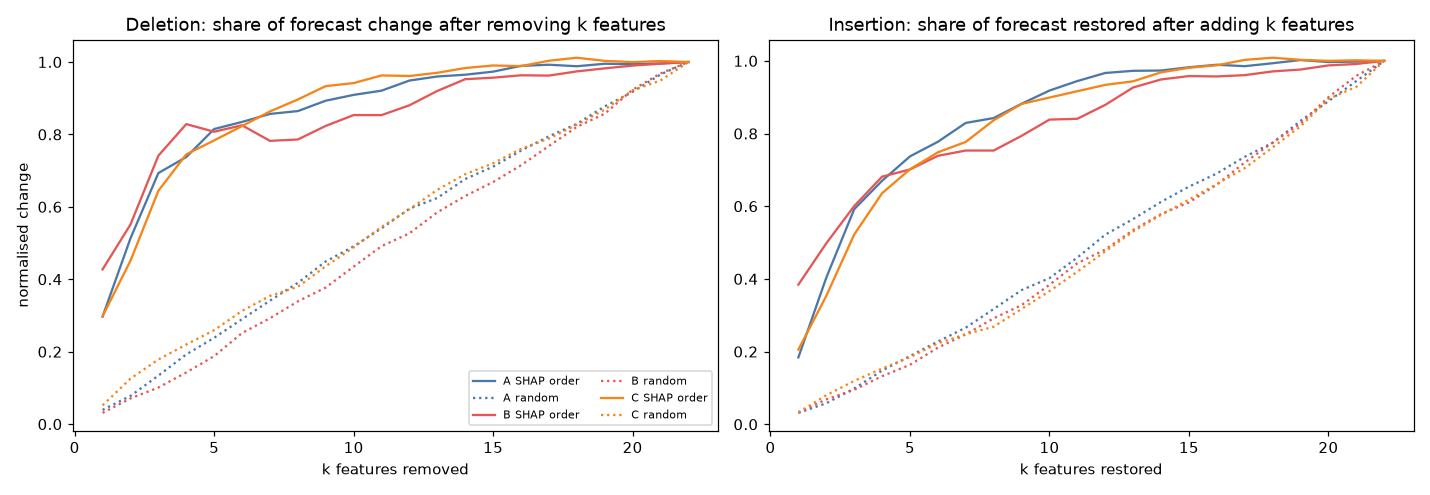 Deletion: share of forecast change after removing k features
normalised change
1.0
0.8
0.6
0.4
0.2
0.0
0
5
10
15
20
k features removed
A SHAP order
A random
B SHAP order
B random
C SHAP order
C random
Insertion: share of forecast restored after adding k features
1.0
0.8
0.6
0.4
0.2
0.0
0
5
10
15
20
k features restored